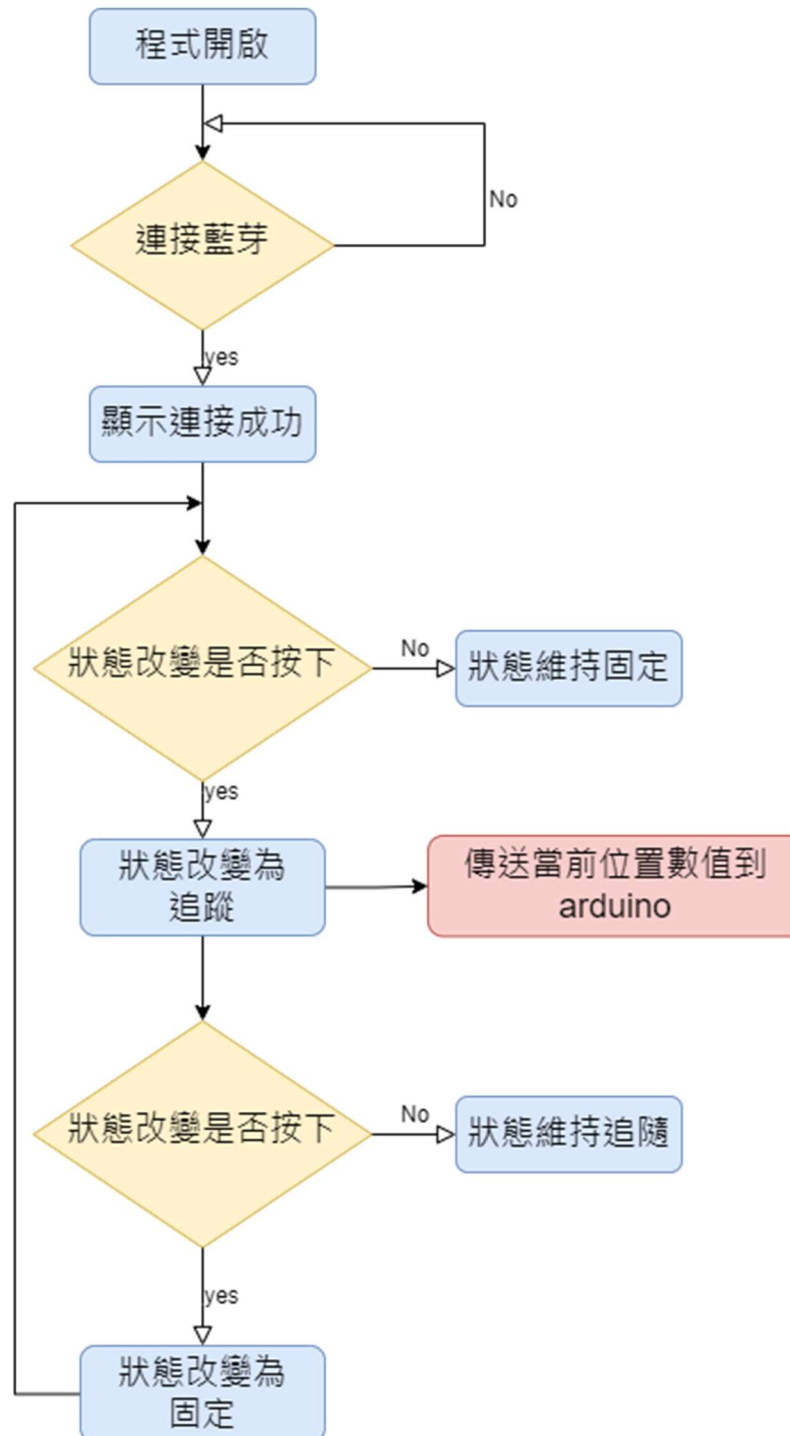 程式開啟
No
連接藍芽
yes
顯示連接成功
狀態改變是否按下
No
狀態維持固定
yes
狀態改變為
追蹤
傳送當前位置數值到
arduino
狀態改變是否按下
No
狀態維持追隨
yes
狀態改變為
固定